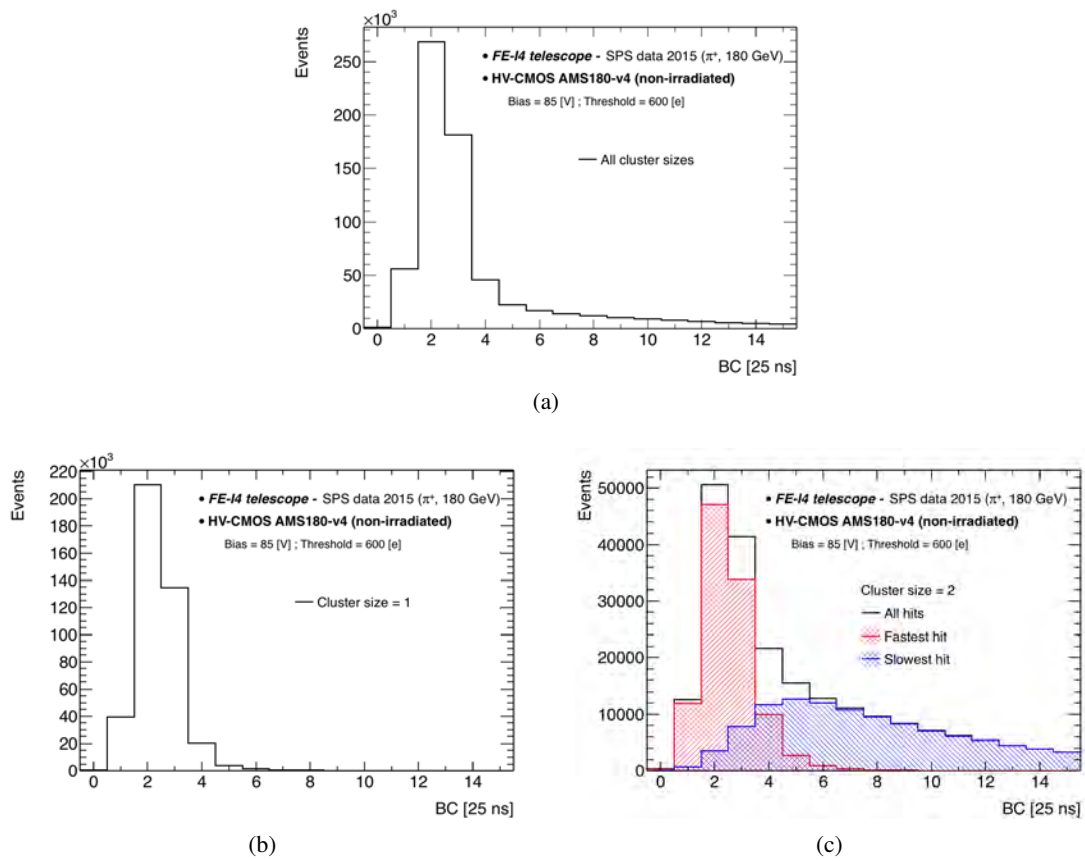 ×10³
Events
250
200
150
100
50
0
• FE-I4 telescope - SPS data 2015 (π⁺, 180 GeV)
• HV-CMOS AMS180-v4 (non-irradiated)
Bias = 85 [V] ; Threshold = 600 [e]
All cluster sizes
0 2 4 6 8 10 12 14
BC [25 ns]
(a)
×10³
Events
220
200
180
160
140
120
100
80
60
40
20
0
• FE-I4 telescope - SPS data 2015 (π⁺, 180 GeV)
• HV-CMOS AMS180-v4 (non-irradiated)
Bias = 85 [V] ; Threshold = 600 [e]
Cluster size = 1
0 2 4 6 8 10 12 14
BC [25 ns]
(b)
Events
50000
40000
30000
20000
10000
0
• FE-I4 telescope - SPS data 2015 (π⁺, 180 GeV)
• HV-CMOS AMS180-v4 (non-irradiated)
Bias = 85 [V] ; Threshold = 600 [e]
Cluster size = 2
All hits
Fastest hit
Slowest hit
0 2 4 6 8 10 12 14
BC [25 ns]
(c)